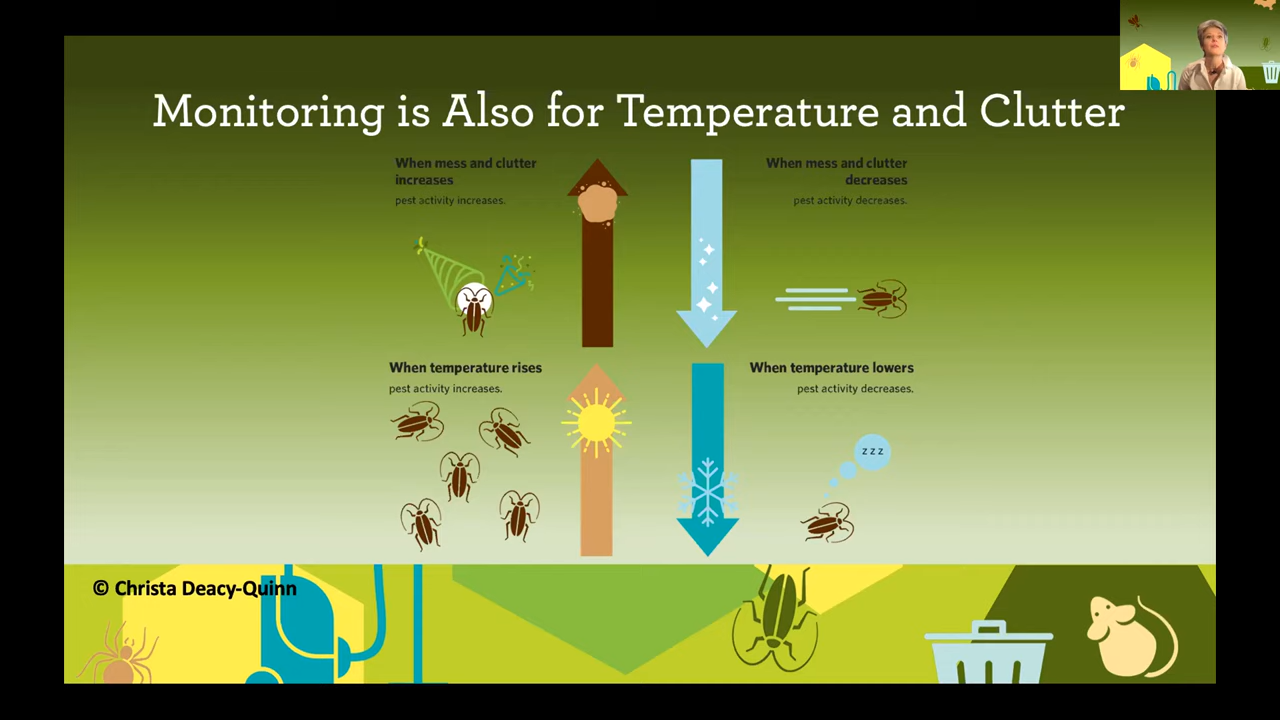 Monitoring is Also for Temperature and Clutter
When mess and clutter
increases
pest activity increases.
When mess and clutter
decreases
pest activity decreases.
When temperature rises
pest activity increases.
When temperature lowers
pest activity decreases.
z z z
© Christa Deacy-Quinn